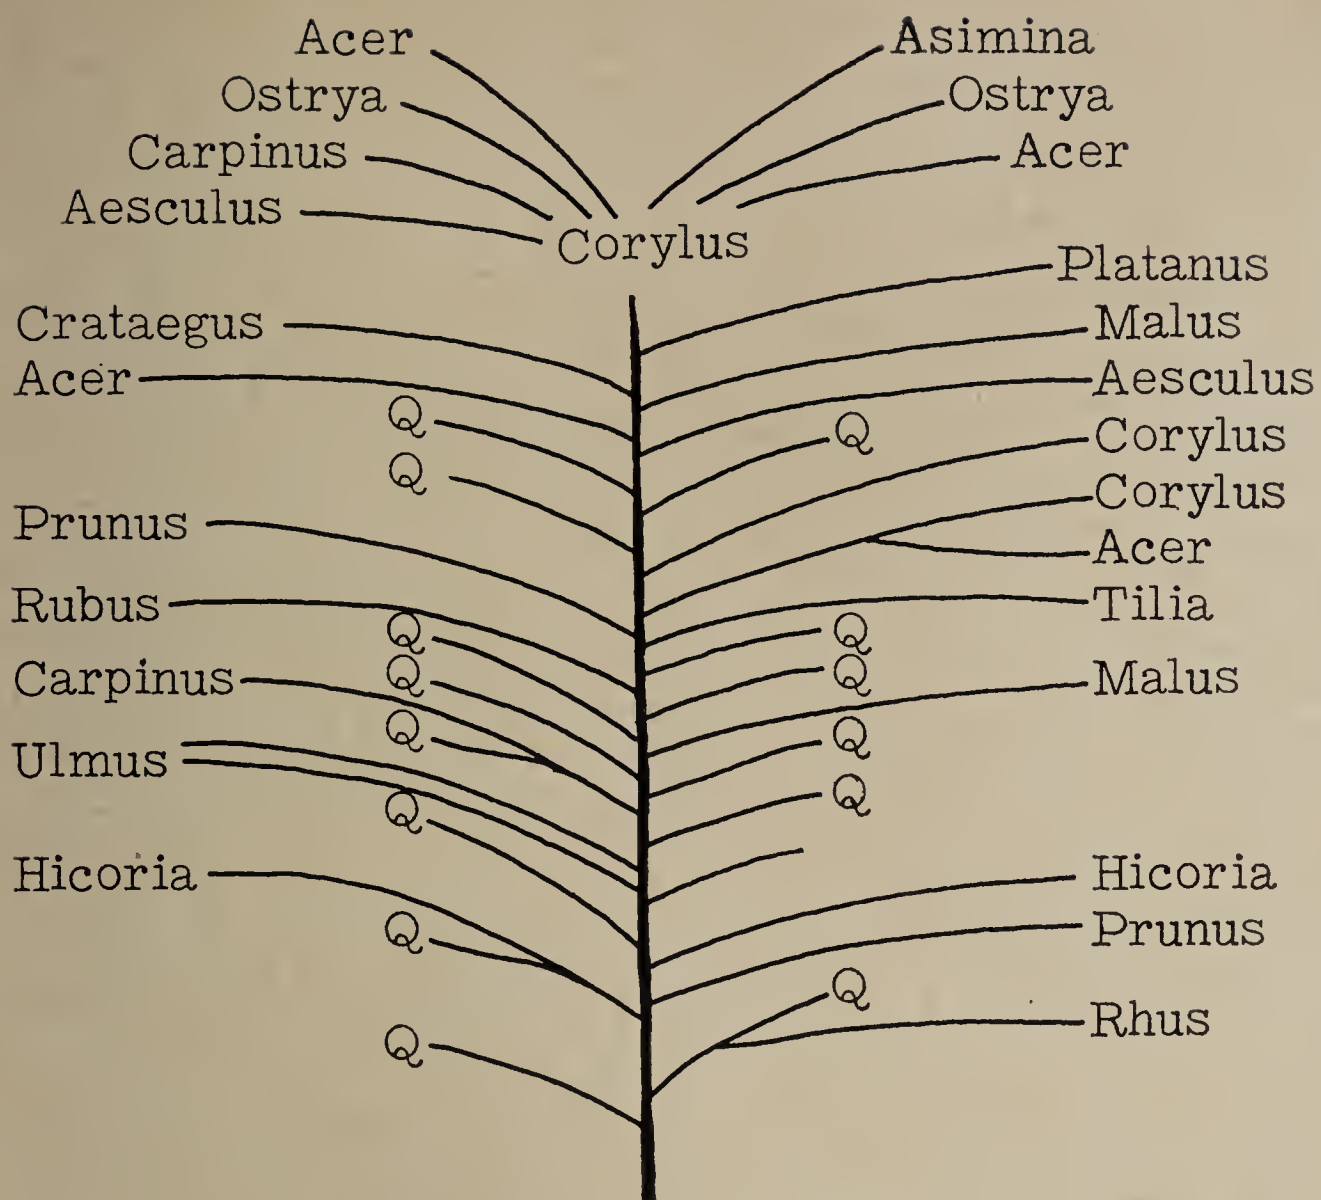 Acer
Asimina
Ostrya
Ostrya
Carpinus
Acer
Aesculus
Corylus
Platanus
Crataegus
Malus
Acer
Aesculus
Q
Q
Corylus
Q
Corylus
Prunus
Acer
Rubus
Tilia
Q
Q
Carpinus
Q
Q
Malus
Q
Q
Ulmus
Q
Q
Hicoria
Hicoria
Q
Prunus
Q
Rhus
Q